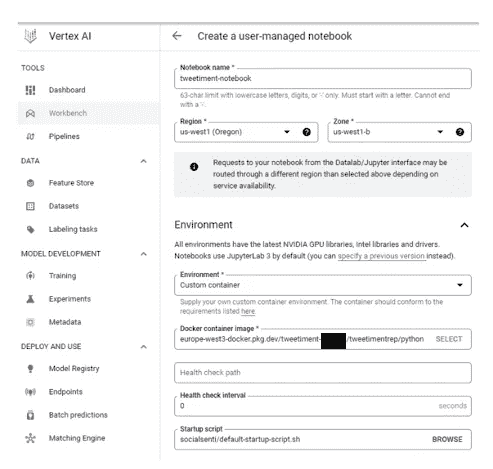 Vertex AI
Create a user-managed notebook
TOOLS
Dashboard
Workbench
Pipelines
DATA
Feature Store
Datasets
Labeling tasks
MODEL DEVELOPMENT
Training
Experiments
Metadata
DEPLOY AND USE
Model Registry
Endpoints
Batch predictions
Matching Engine
Notebook name *
tweetiment-notebook
63-char limit with lowercase letters, digits, or '-' only. Must start with a letter. Cannot end
with a '-'.
Region *
us-west1 (Oregon)
Zone *
us-west1-b
Requests to your notebook from the Datalab/Jupyter interface may be
routed through a different region than selected above depending on
service availability.
Environment
All environments have the latest NVIDIA GPU libraries, Intel libraries and drivers.
Notebooks use JupyterLab 3 by default (you can specify a previous version instead).
Environment *
Custom container
Supply your own custom container environment. The container should conform to the
requirements listed here.
Docker container image *
europe-west3-docker.pkg.dev/tweetiment-
/tweetimentrep/python
SELECT
Health check path
Health check interval
0
seconds
Startup script
socialsenti/default-startup-script.sh
BROWSE